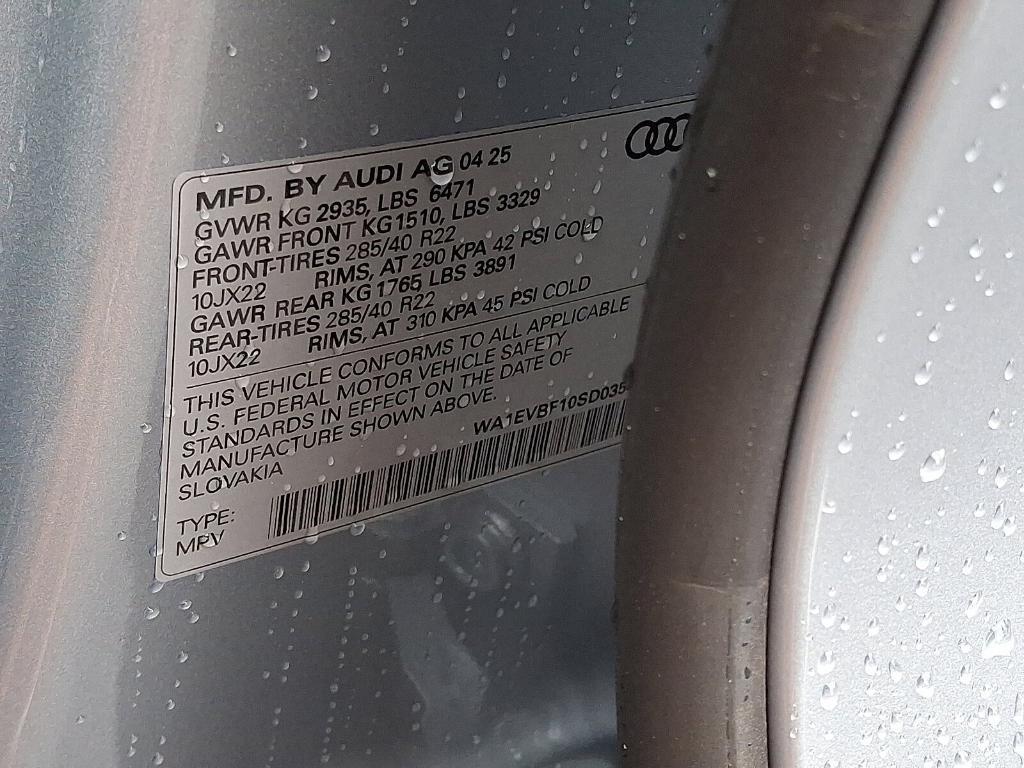 MFD. BY AUDI AG 04 25
GVWR KG 2935, LBS 6471
GAWR FRONT KG1510, LBS 3329
FRONT-TIRES 285/40 R22
10JX22 RIMS, AT 290 KPA 42 PSI COLD
GAWR REAR KG 1765 LBS 3891
REAR-TIRES 285/40 R22
10JX22 RIMS, AT 310 KPA 45 PSI COLD
THIS VEHICLE CONFORMS TO ALL APPLICABLE
U.S. FEDERAL MOTOR VEHICLE SAFETY
STANDARDS IN EFFECT ON THE DATE OF
MANUFACTURE SHOWN ABOVE.
SLOVAKIA
WA1EVBF10SD035
TYPE:
MPV